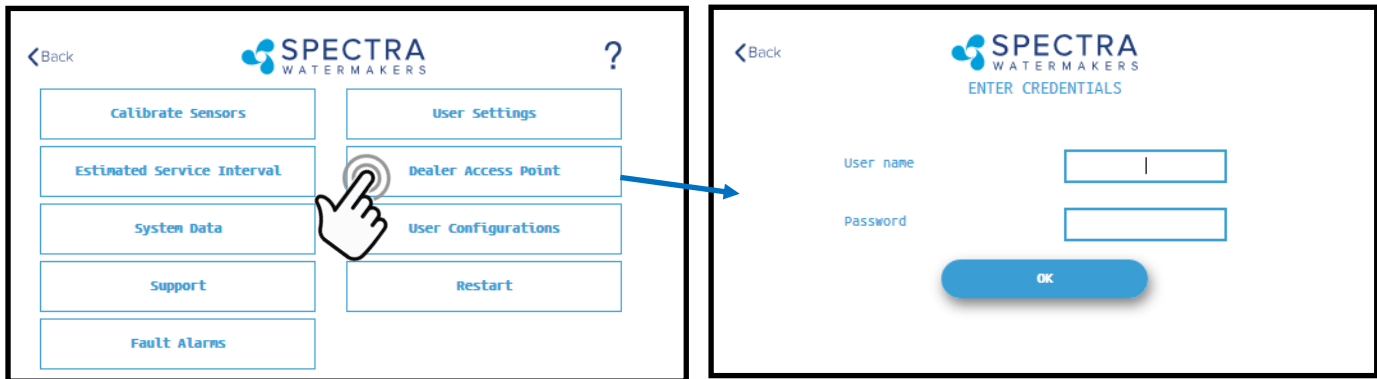 Back
SPECTRA
WATERMAKERS
?
Calibrate Sensors
User Settings
Estimated Service Interval
Dealer Access Point
System Data
User Configurations
Support
Restart
Fault Alarms
Back
SPECTRA
WATERMAKERS
ENTER CREDENTIALS
User name
Password
OK